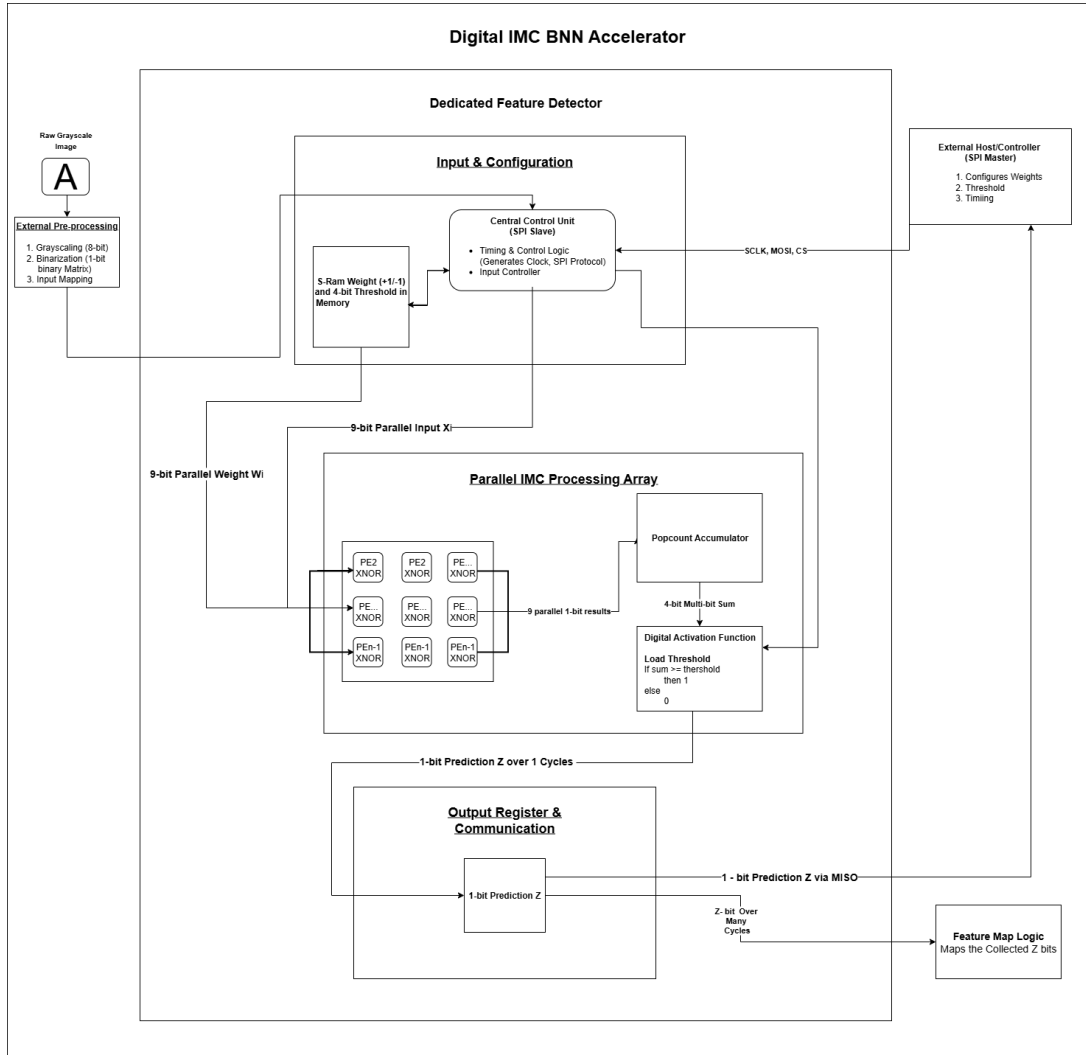 Digital IMC BNN Accelerator
Dedicated Feature Detector
Raw Grayscale
Image
A
External Pre-processing
1. Grayscaling (8-bit)
2. Binarization (1-bit
binary Matrix)
3. Input Mapping
Input & Configuration
Central Control Unit
(SPI Slave)
• Timing & Control Logic
(Generates Clock, SPI Protocol)
• Input Controller
S-Ram Weight (+1/-1)
and 4-bit Threshold in
Memory
External Host/Controller
(SPI Master)
1. Configures Weights
2. Threshold
3. Timiing
SCLK, MOSI, CS
9-bit Parallel Input Xi
9-bit Parallel Weight Wi
Parallel IMC Processing Array
PE2
XNOR
PE2
XNOR
PE...
XNOR
PE...
XNOR
PE...
XNOR
PE...
XNOR
PEn-1
XNOR
PEn-1
XNOR
PEn-1
XNOR
9 parallel 1-bit results
Popcount Accumulator
4-bit Multi-bit Sum
Digital Activation Function
Load Threshold
If sum >= thershold
then 1
else
0
1-bit Prediction Z over 1 Cycles
Output Register &
Communication
1-bit Prediction Z
1 - bit Prediction Z via MISO
Z- bit Over
Many
Cycles
Feature Map Logic
Maps the Collected Z bits